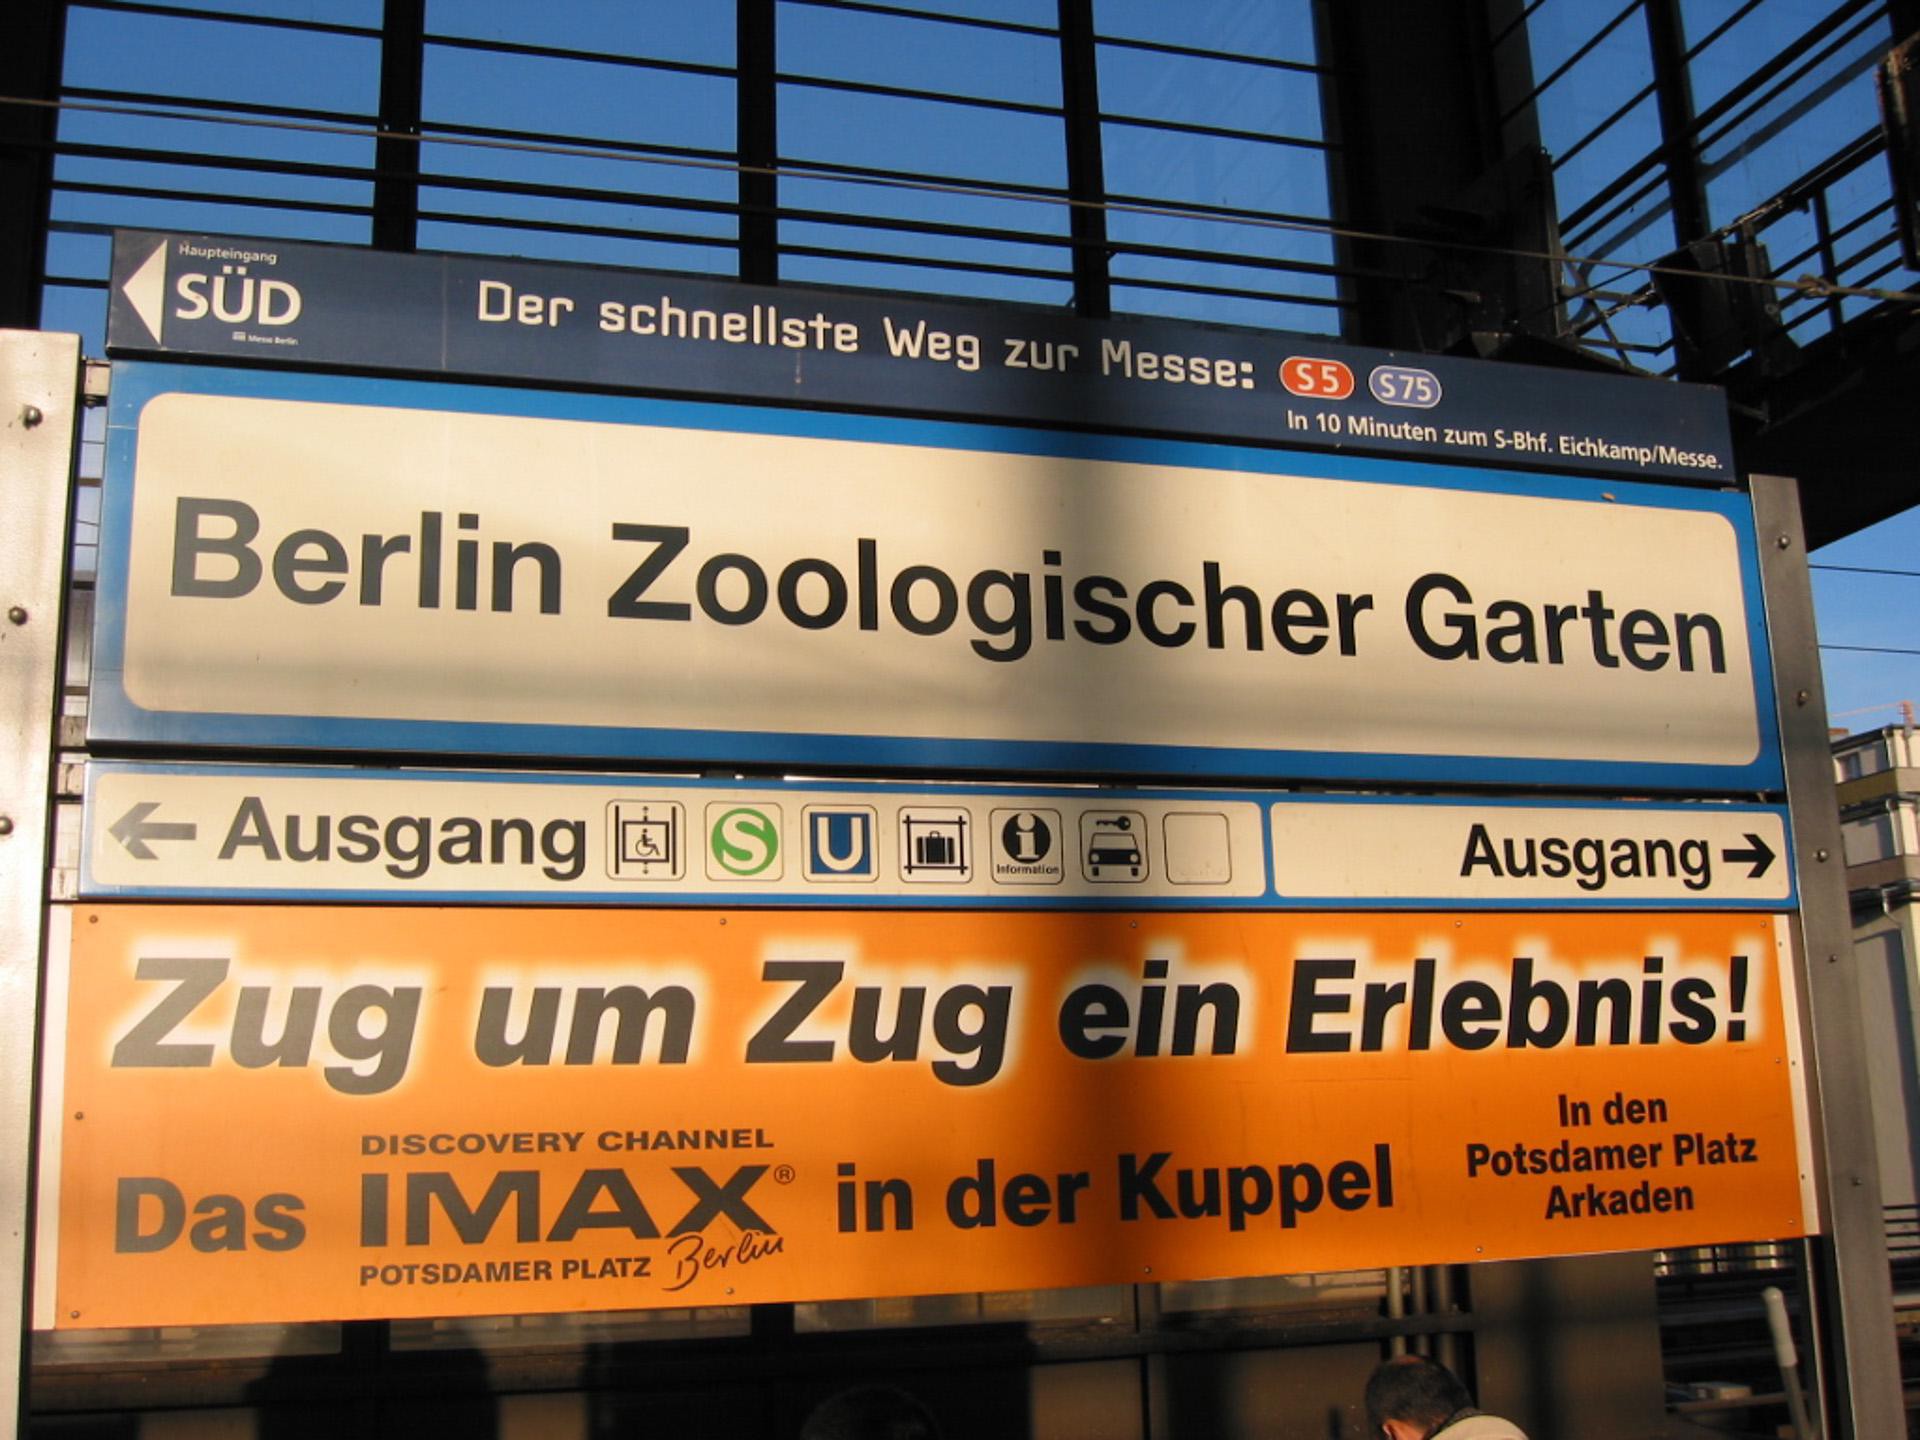 Haupteingang
SÜD
Messe Berlin
Der schnellste Weg zur Messe: S5 S75
In 10 Minuten zum S-Bhf. Eichkamp/Messe.
Berlin Zoologischer Garten
← Ausgang S U i Information Ausgang →
Zug um Zug ein Erlebnis!
Das DISCOVERY CHANNEL
IMAX® in der Kuppel
POTSDAMER PLATZ Berlin
In den
Potsdamer Platz
Arkaden